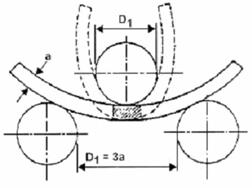 D1
a
D1 = 3a